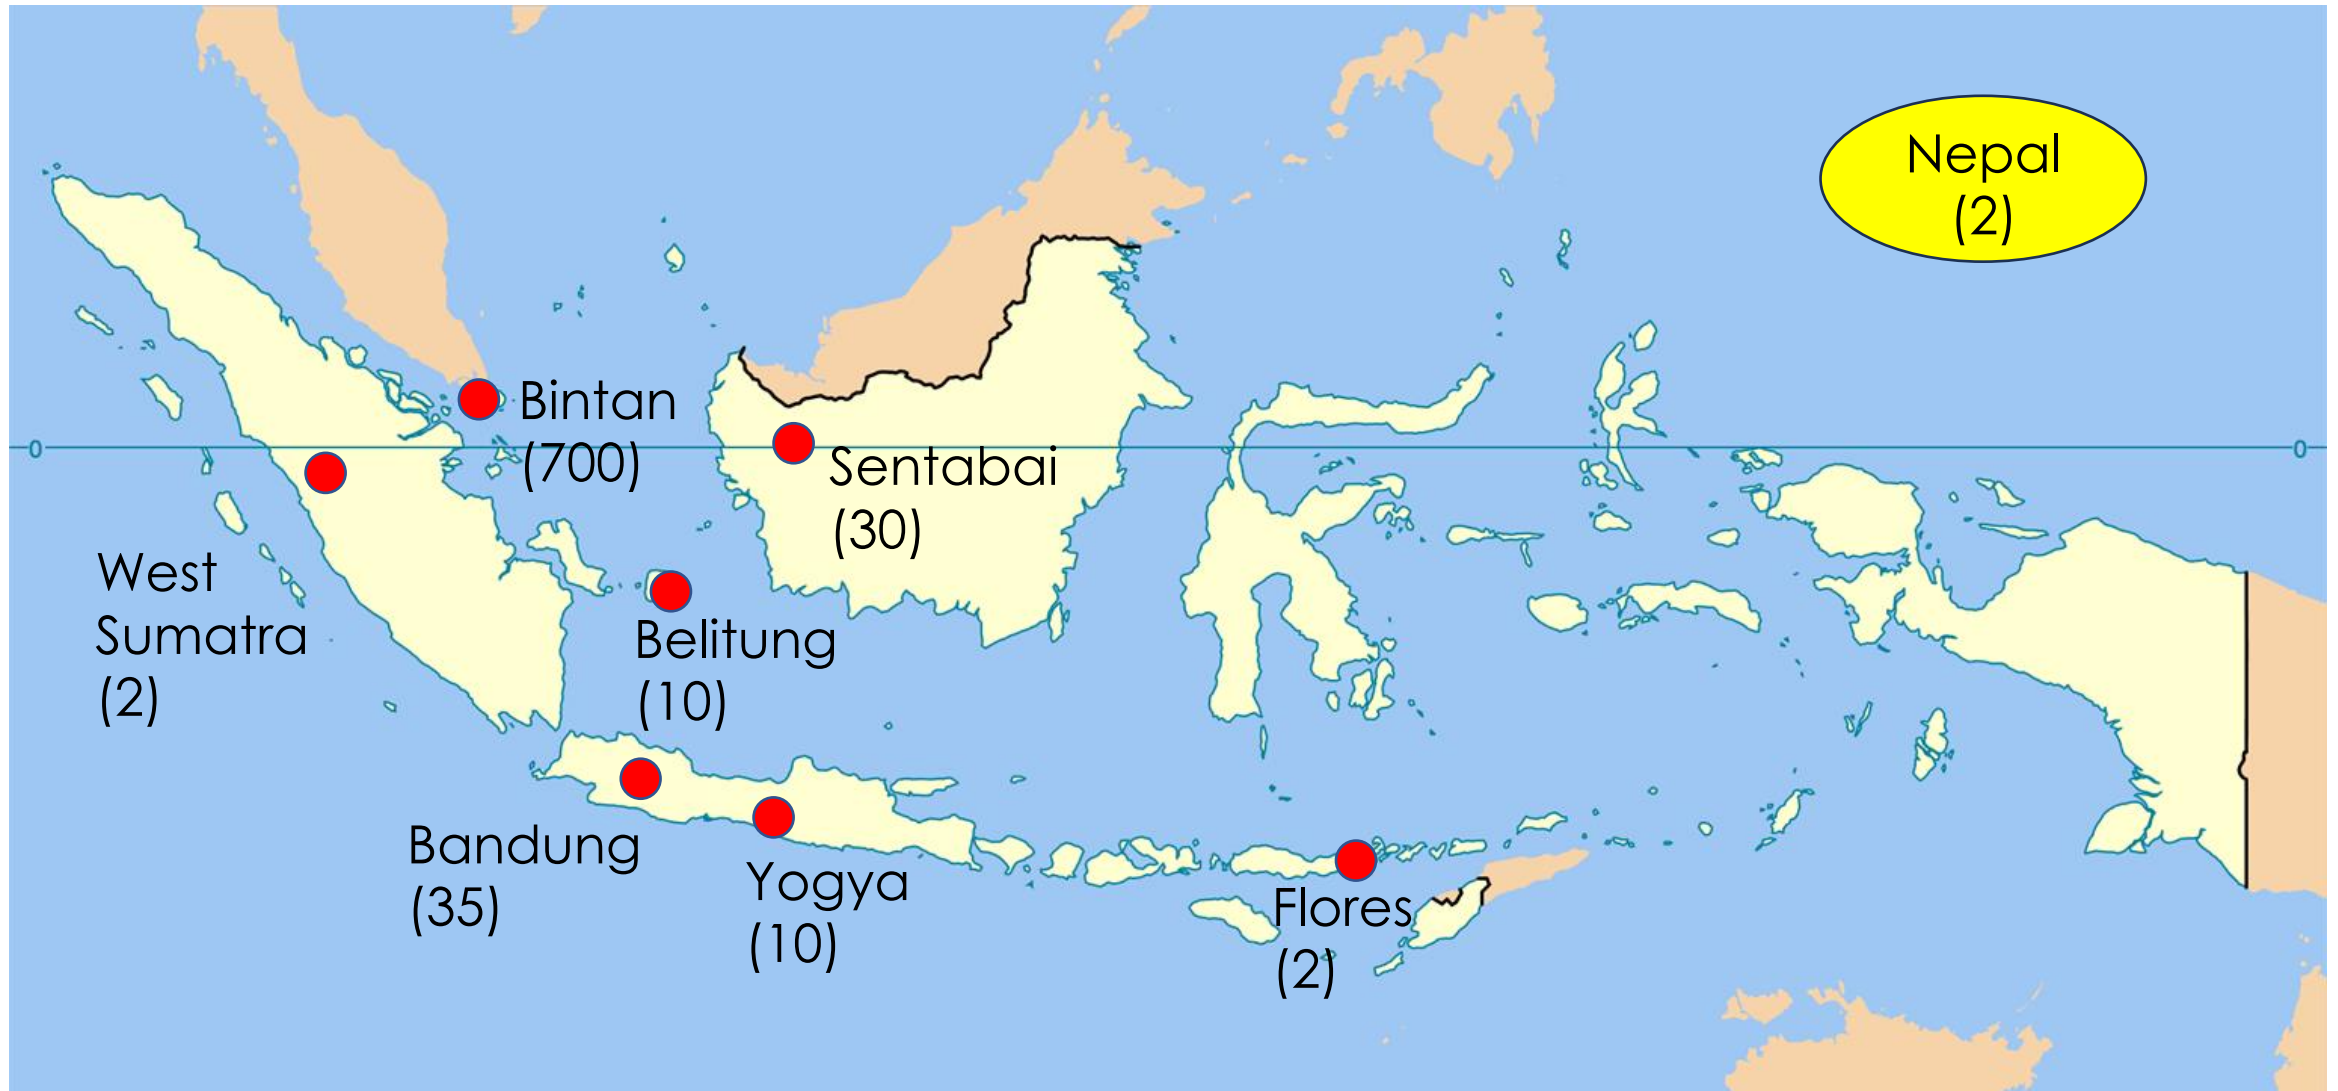 Nepal
(2)
Bintan
(700)
0
0
Sentabai
(30)
West
Sumatra
(2)
Belitung
(10)
Bandung
(35)
Yogya
(10)
Flores
(2)